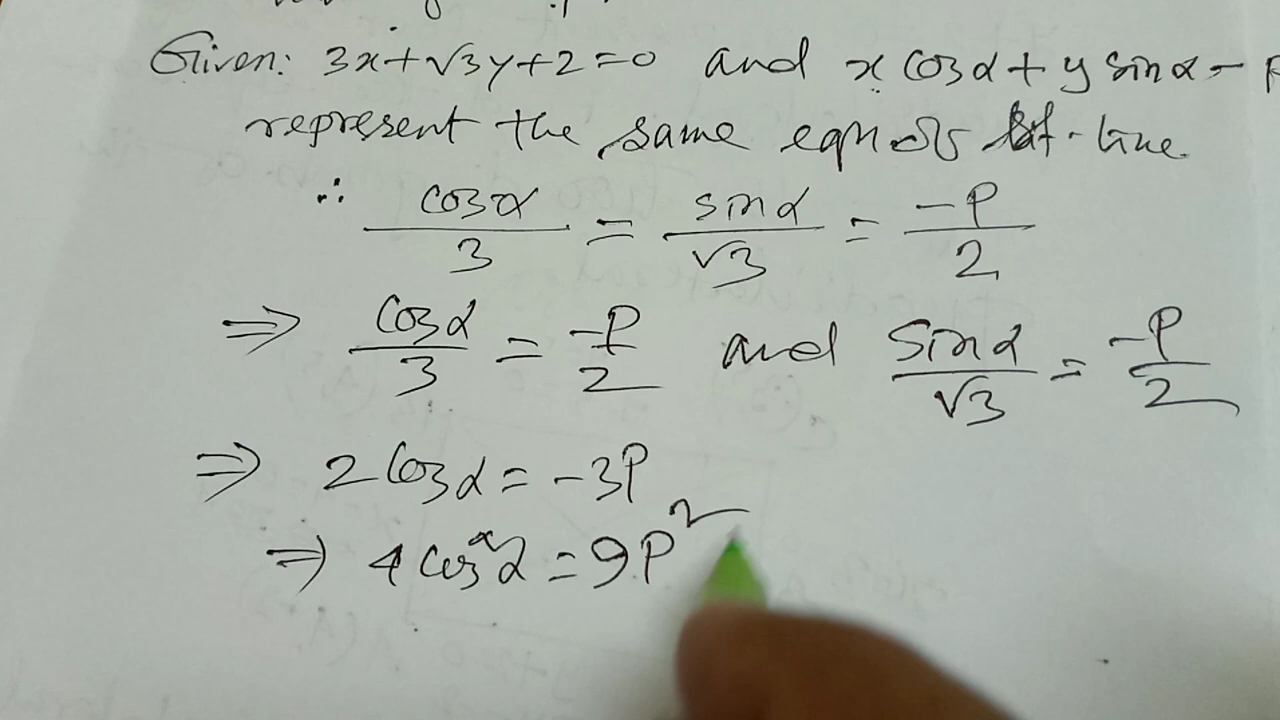 Given: 3x+√3y+2=0 and x cosα + y sinα - P
represent the same eqn of st. line.
∴ cosα/3 = sinα/√3 = -P/2
⇒ cosα/3 = -P/2 and sinα/√3 = -P/2
⇒ 2cosα = -3P
⇒ 4cos²α = 9P²